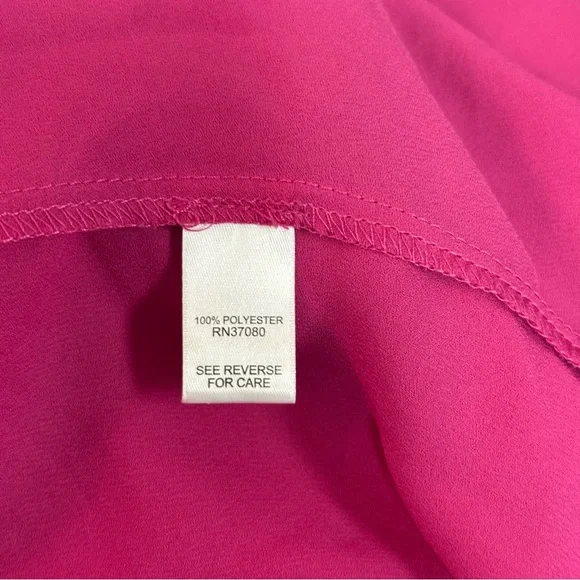 100% POLYESTER
RN37080
SEE REVERSE
FOR CARE